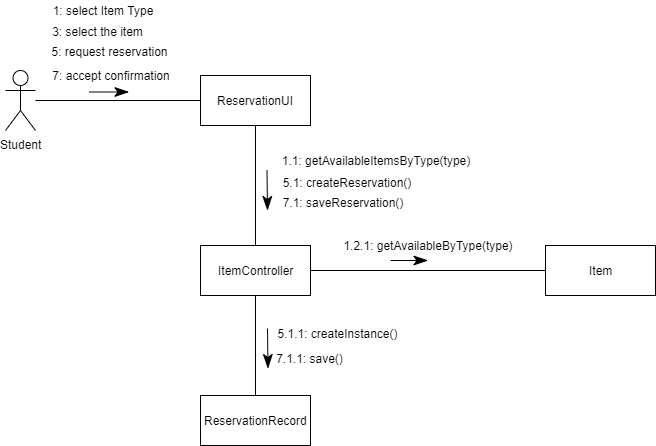 1: select Item Type
3: select the item
5: request reservation
7: accept confirmation
Student
ReservationUI
1.1: getAvailableItemsByType(type)
5.1: createReservation()
7.1: saveReservation()
1.2.1: getAvailableByType(type)
ItemController
Item
5.1.1: createInstance()
7.1.1: save()
ReservationRecord